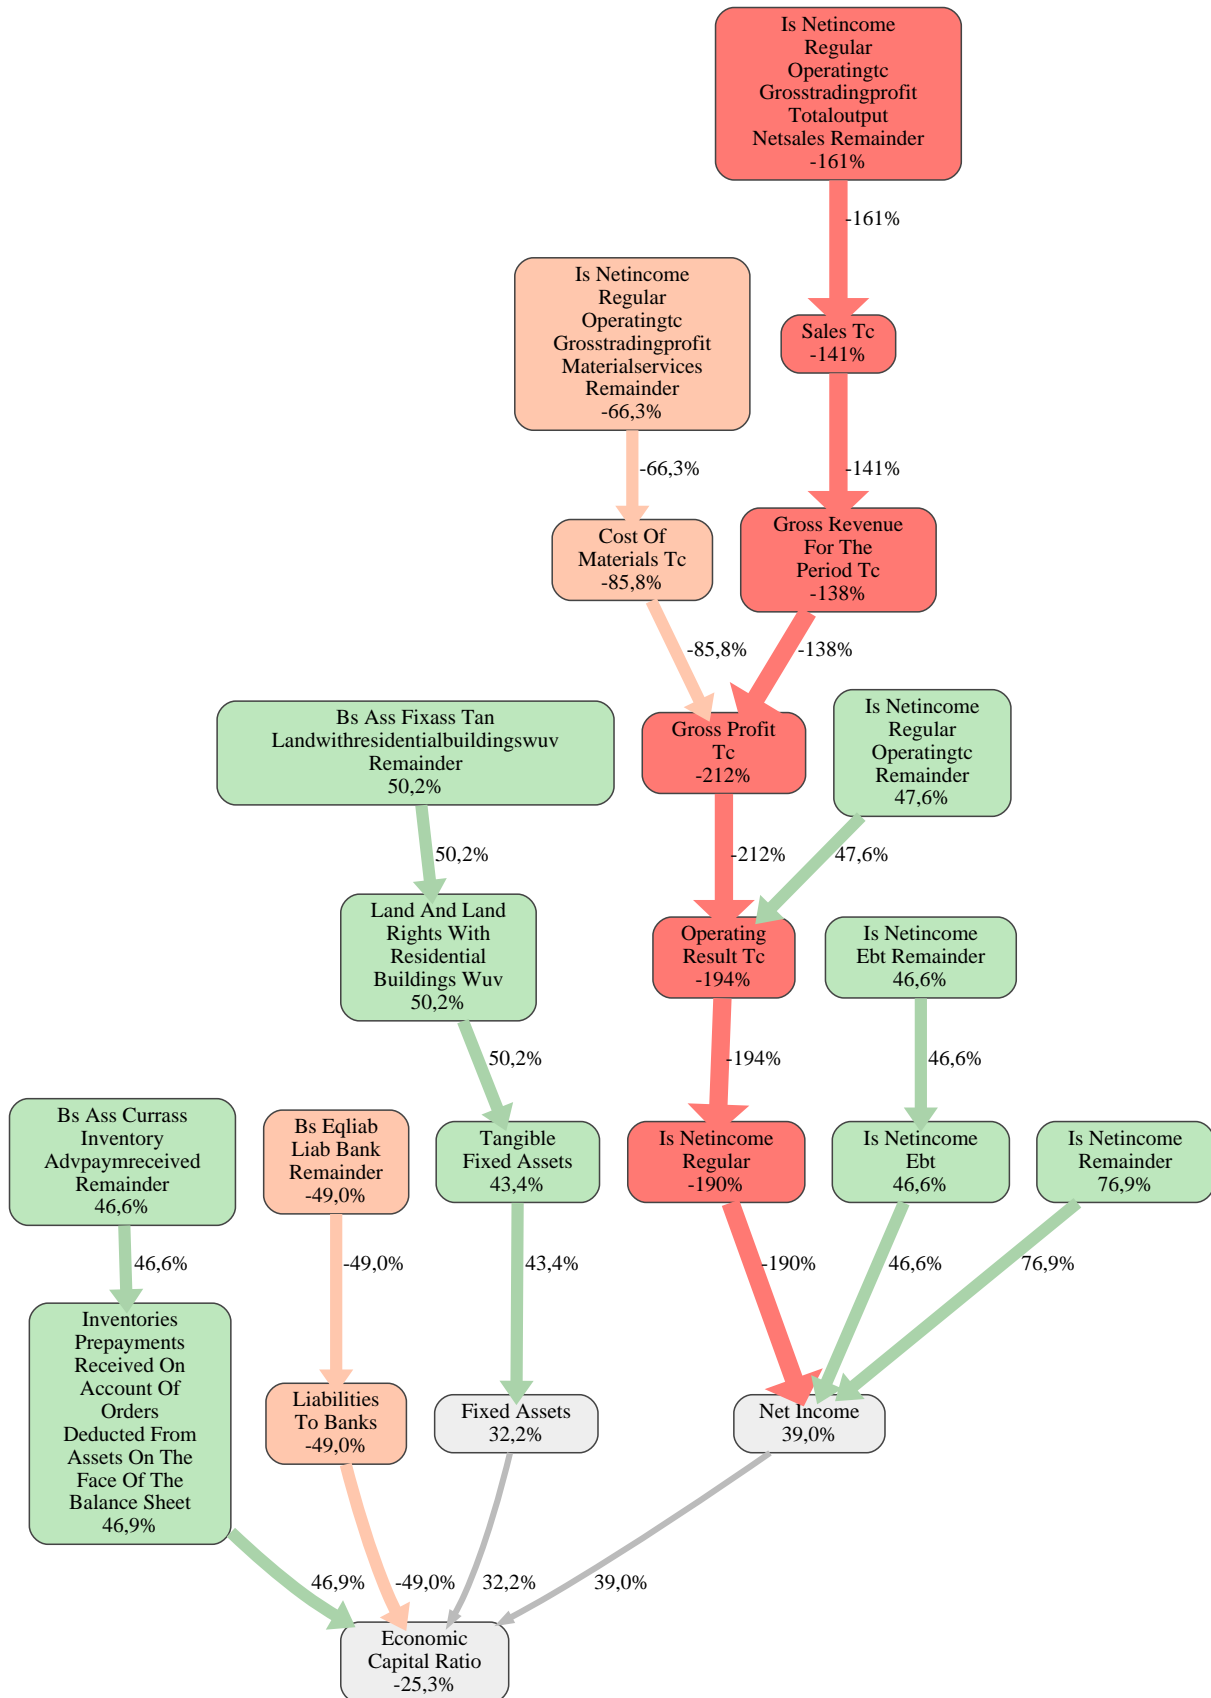 Is Netincome
Regular
Operatingtc
Grosstradingprofit
Totaloutput
Netsales Remainder
-161%
-161%
Is Netincome
Regular
Operatingtc
Grosstradingprofit
Materialservices
Remainder
-66,3%
Sales Tc
-141%
-66,3%
-141%
Cost Of
Materials Tc
-85,8%
Gross Revenue
For The
Period Tc
-138%
-85,8%
-138%
Bs Ass Fixass Tan
Landwithresidentialbuildingswuv
Remainder
50,2%
Gross Profit
Tc
-212%
Is Netincome
Regular
Operatingtc
Remainder
47,6%
50,2%
-212%
47,6%
Land And Land
Rights With
Residential
Buildings Wuv
50,2%
Operating
Result Tc
-194%
Is Netincome
Ebt Remainder
46,6%
50,2%
-194%
46,6%
Bs Ass Currass
Inventory
Advpaymreceived
Remainder
46,6%
Bs Eqliab
Liab Bank
Remainder
-49,0%
Tangible
Fixed Assets
43,4%
Is Netincome
Regular
-190%
Is Netincome
Ebt
46,6%
Is Netincome
Remainder
76,9%
46,6%
-49,0%
43,4%
-190%
46,6%
76,9%
Inventories
Prepayments
Received On
Account Of
Orders
Deducted From
Assets On The
Face Of The
Balance Sheet
46,9%
Liabilities
To Banks
-49,0%
Fixed Assets
32,2%
Net Income
39,0%
46,9%
-49,0%
32,2%
39,0%
Economic
Capital Ratio
-25,3%